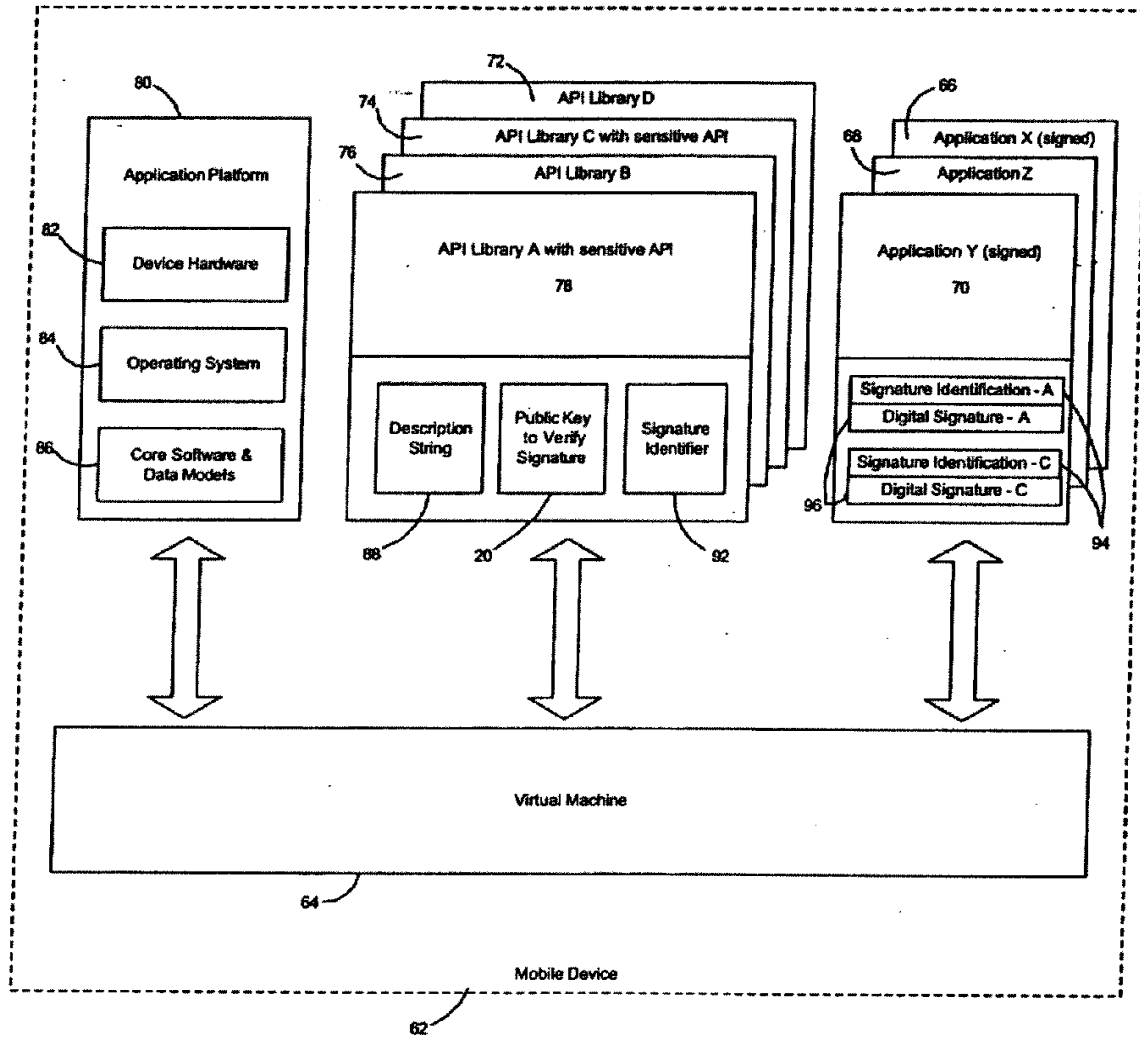 80
Application Platform
82
Device Hardware
84
Operating System
86
Core Software &
Data Models
72
API Library D
74
API Library C with sensitive API
76
API Library B
API Library A with sensitive API
78
Description
String
Public Key
to Verify
Signature
Signature
Identifier
88
20
92
66
Application X (signed)
68
Application Z
Application Y (signed)
70
Signature Identification - A
Digital Signature - A
Signature Identification - C
Digital Signature - C
96
94
Virtual Machine
64
Mobile Device
62